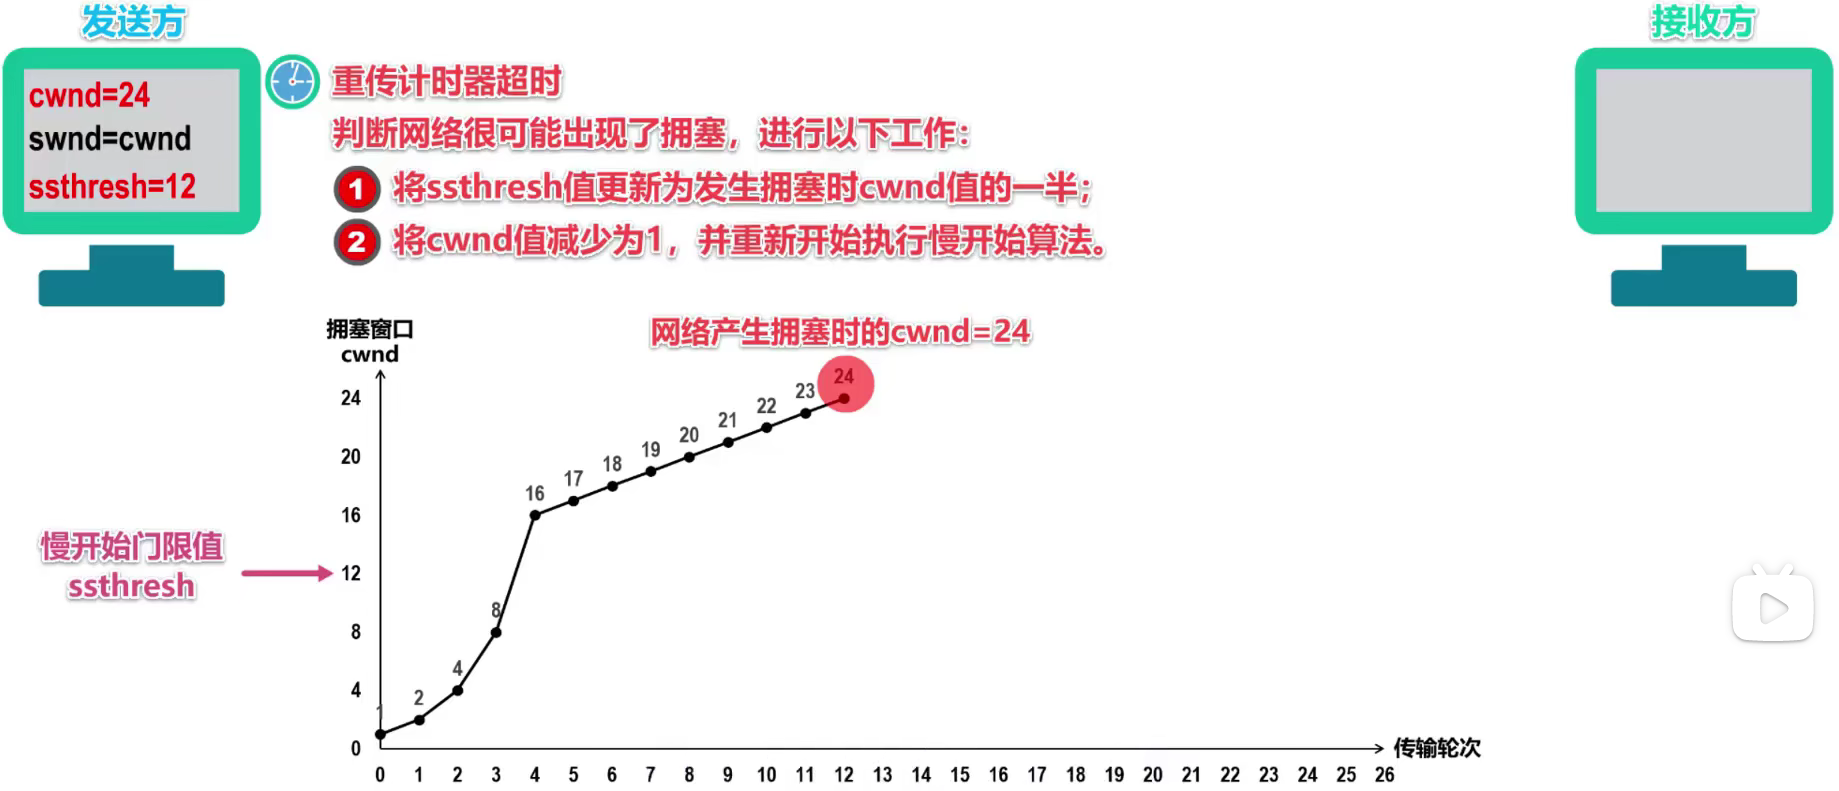 发送方
接收方
cwnd=24
swnd=cwnd
ssthresh=12
重传计时器超时
判断网络很可能出现了拥塞，进行以下工作：
1 将ssthresh值更新为发生拥塞时cwnd值的一半；
2 将cwnd值减少为1，并重新开始执行慢开始算法。
拥塞窗口
cwnd
网络产生拥塞时的cwnd=24
24
20
16
12
8
4
0
慢开始门限值
ssthresh
1
2
4
8
16
17
18
19
20
21
22
23
24
0 1 2 3 4 5 6 7 8 9 10 11 12 13 14 15 16 17 18 19 20 21 22 23 24 25 26
传输轮次